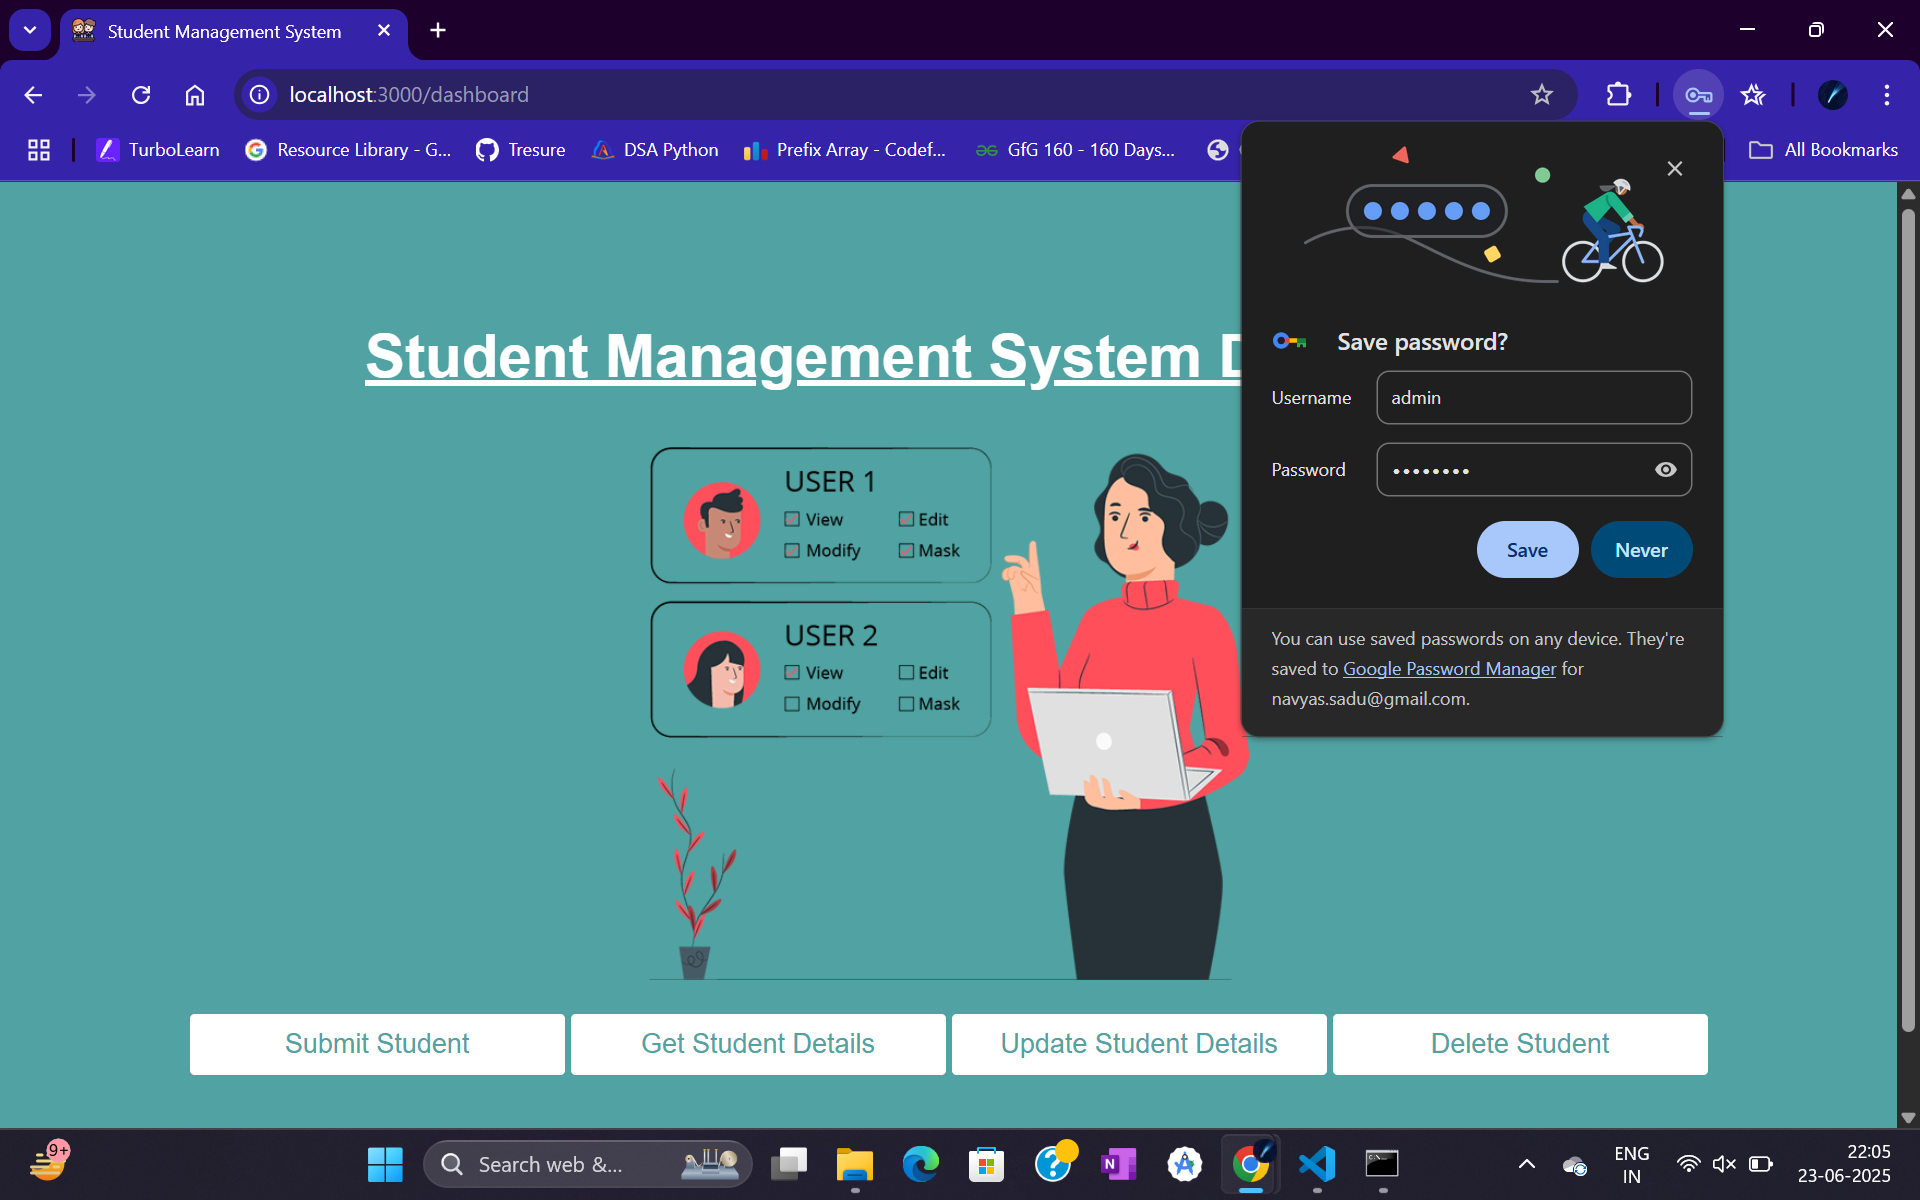 Student Management System
localhost:3000/dashboard
TurboLearn
Resource Library - G...
Tresure
DSA Python
Prefix Array - Codef...
GfG 160 - 160 Days...
All Bookmarks
Student Management System D
USER 1
View
Edit
Modify
Mask
USER 2
View
Edit
Modify
Mask
Save password?
Username
admin
Password
••••••••
Save
Never
You can use saved passwords on any device. They're
saved to Google Password Manager for
navyas.sadu@gmail.com.
Submit Student
Get Student Details
Update Student Details
Delete Student
9+
Search web &...
ENG
IN
22:05
23-06-2025